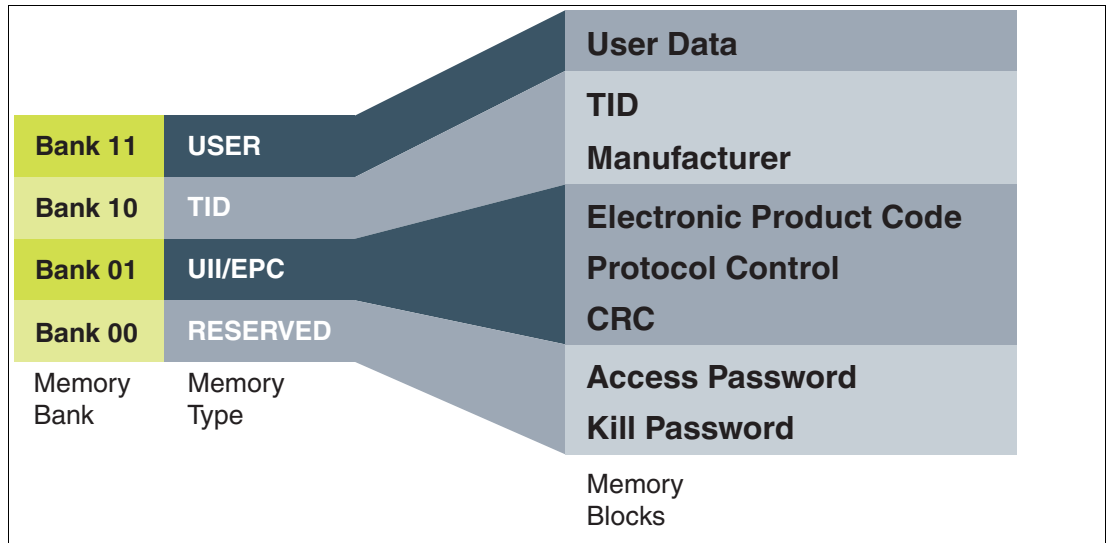 Bank 11
USER
Bank 10
TID
Bank 01
UII/EPC
Bank 00
RESERVED
Memory
Bank
Memory
Type
User Data
TID
Manufacturer
Electronic Product Code
Protocol Control
CRC
Access Password
Kill Password
Memory
Blocks